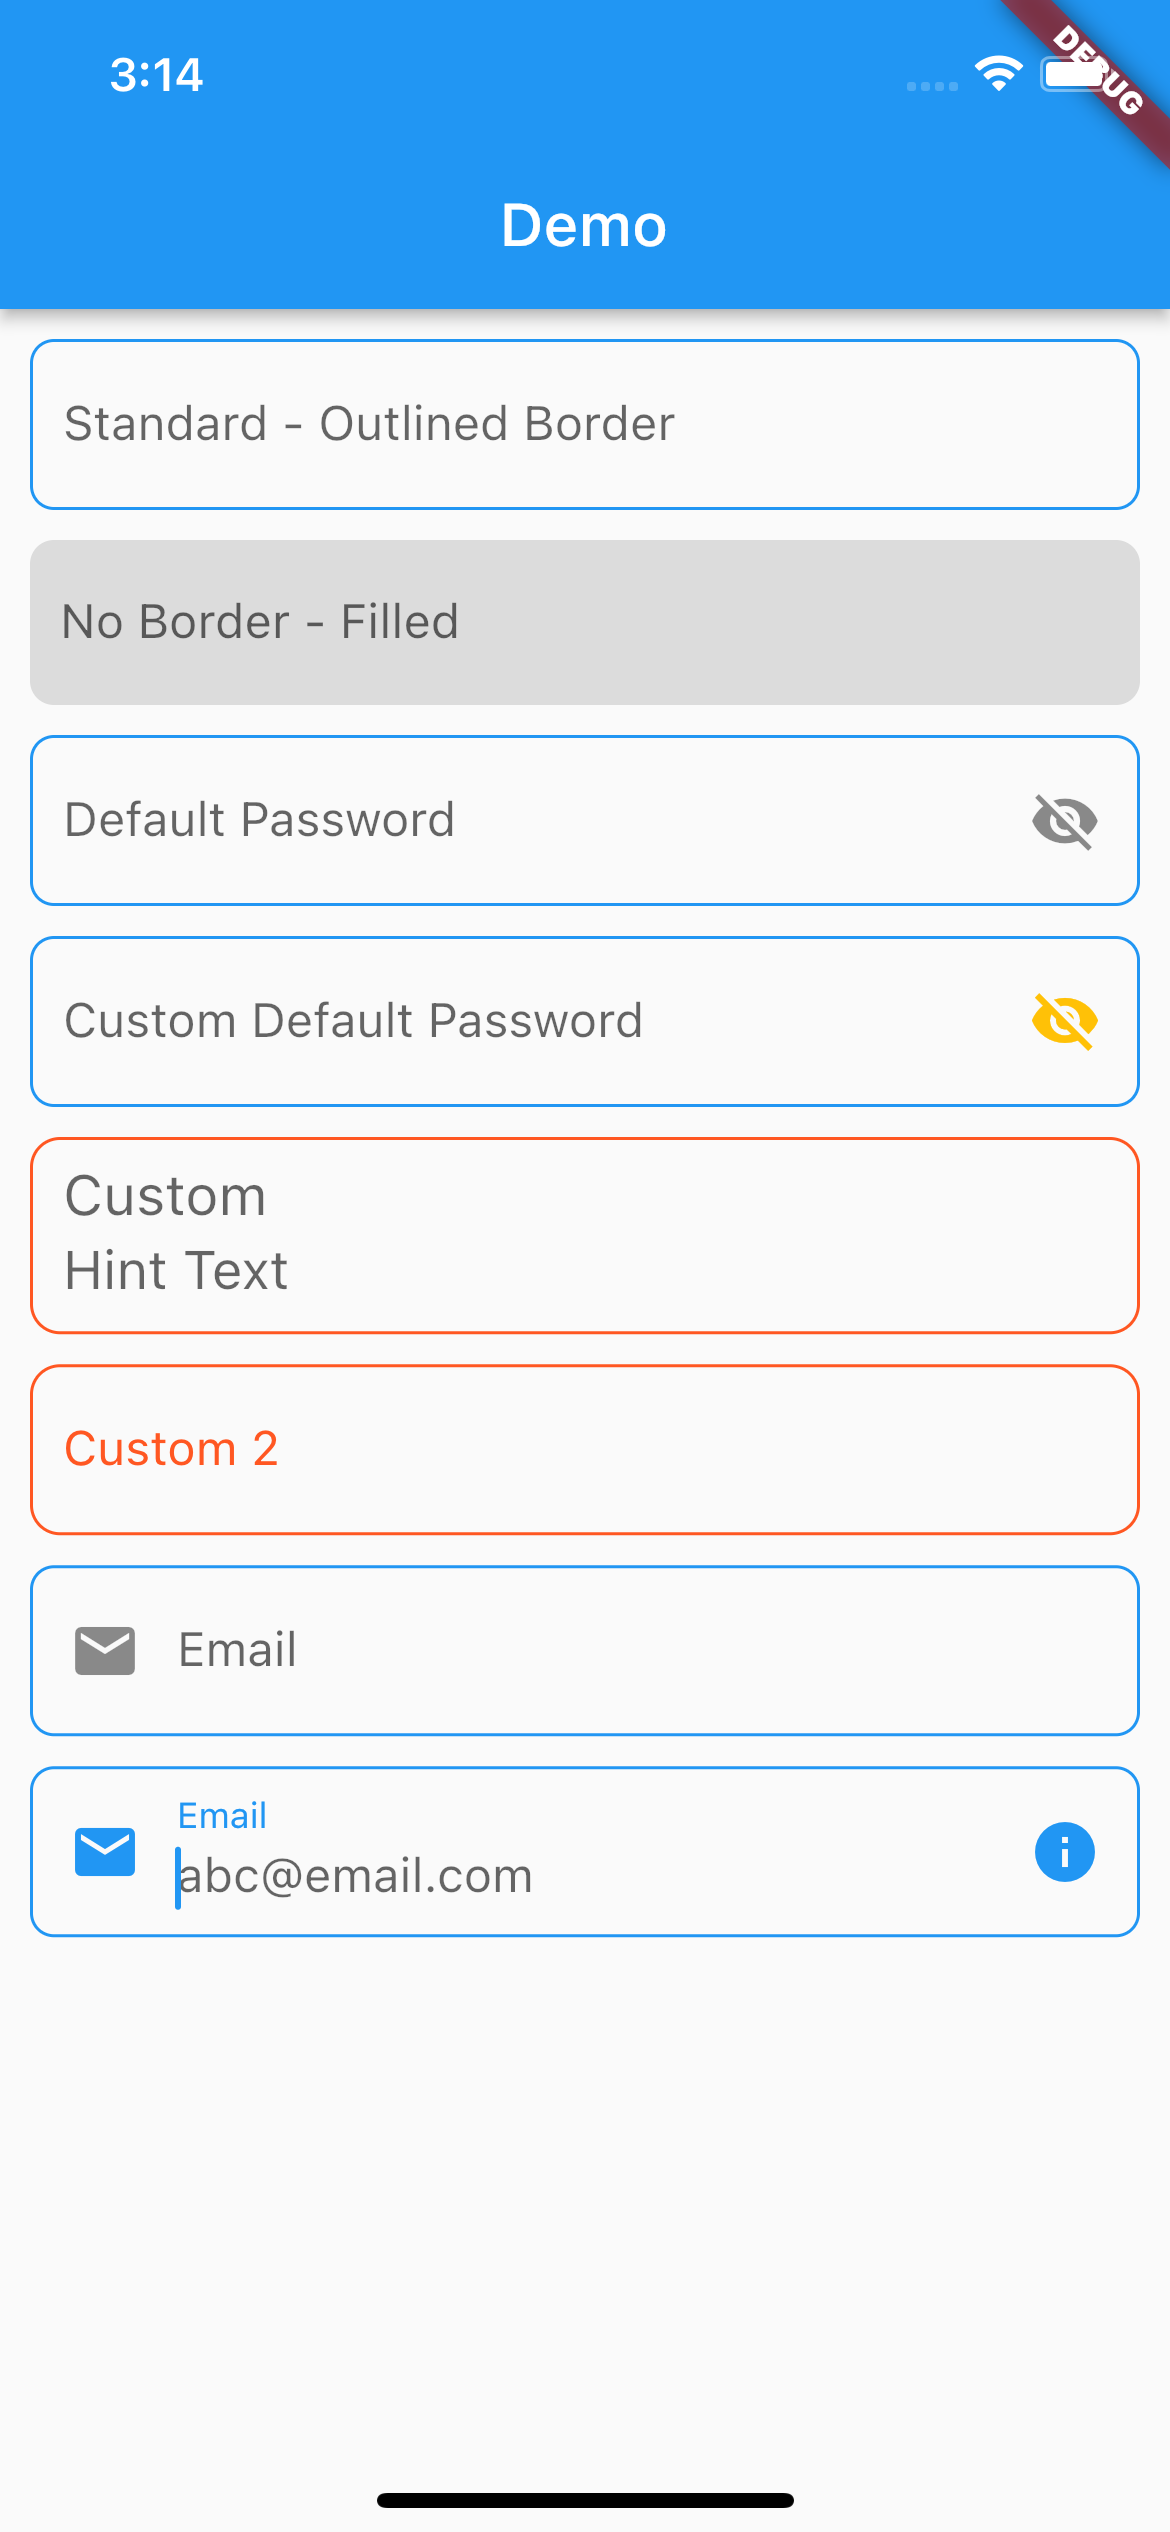 3:14
DEBUG
Demo
Standard - Outlined Border
No Border - Filled
Default Password
Custom Default Password
Custom
Hint Text
Custom 2
Email
Email
abc@email.com